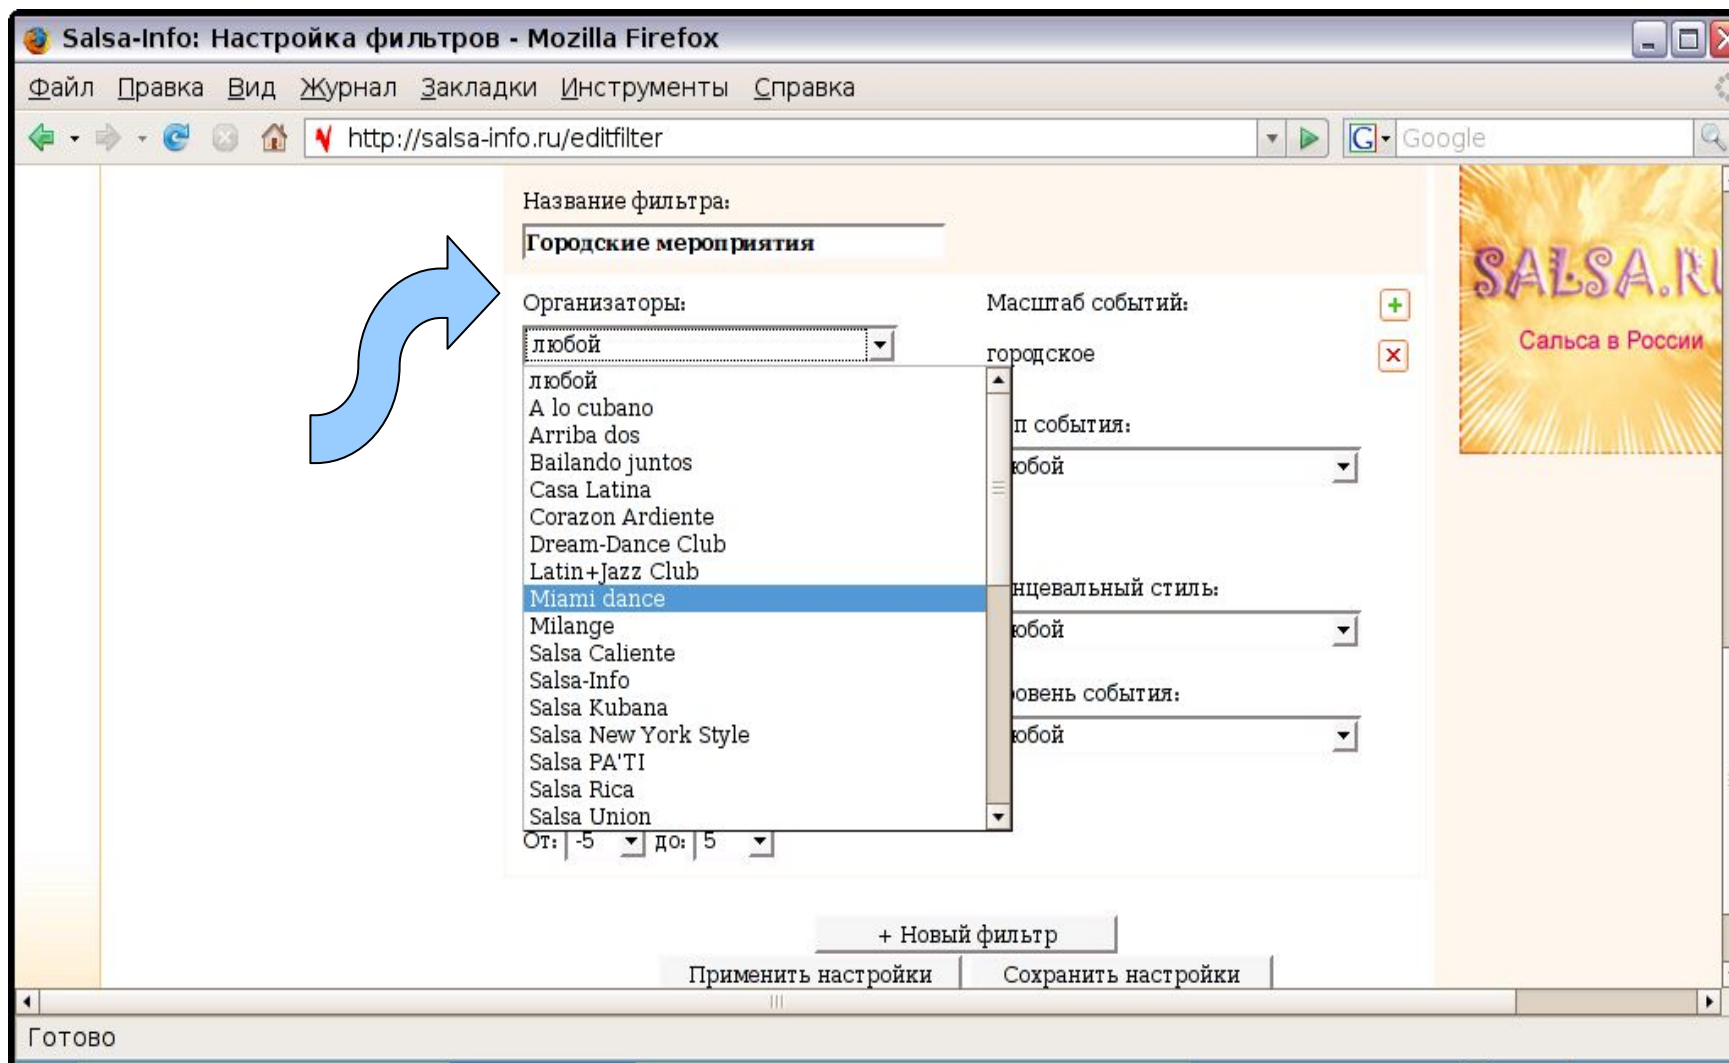 Salsa-Info: Настройка фильтров - Mozilla Firefox
Файл Правка Вид Журнал Закладки Инструменты Справка
http://salsa-info.ru/editfilter
G Google
Название фильтра:
Городские мероприятия
Организаторы:
Масштаб событий:
любой
городское
любой
A lo cubano
Arriba dos
Bailando juntos
Casa Latina
Corazon Ardiente
Dream-Dance Club
Latin+Jazz Club
Miami dance
Milange
Salsa Caliente
Salsa-Info
Salsa Kubana
Salsa New York Style
Salsa PA'TI
Salsa Rica
Salsa Union
п события:
юбой
нцевальный стиль:
юбой
овень события:
юбой
От: -5 до: 5
+ Новый фильтр
Применить настройки Сохранить настройки
SALSA.RU
Сальса в России
Готово